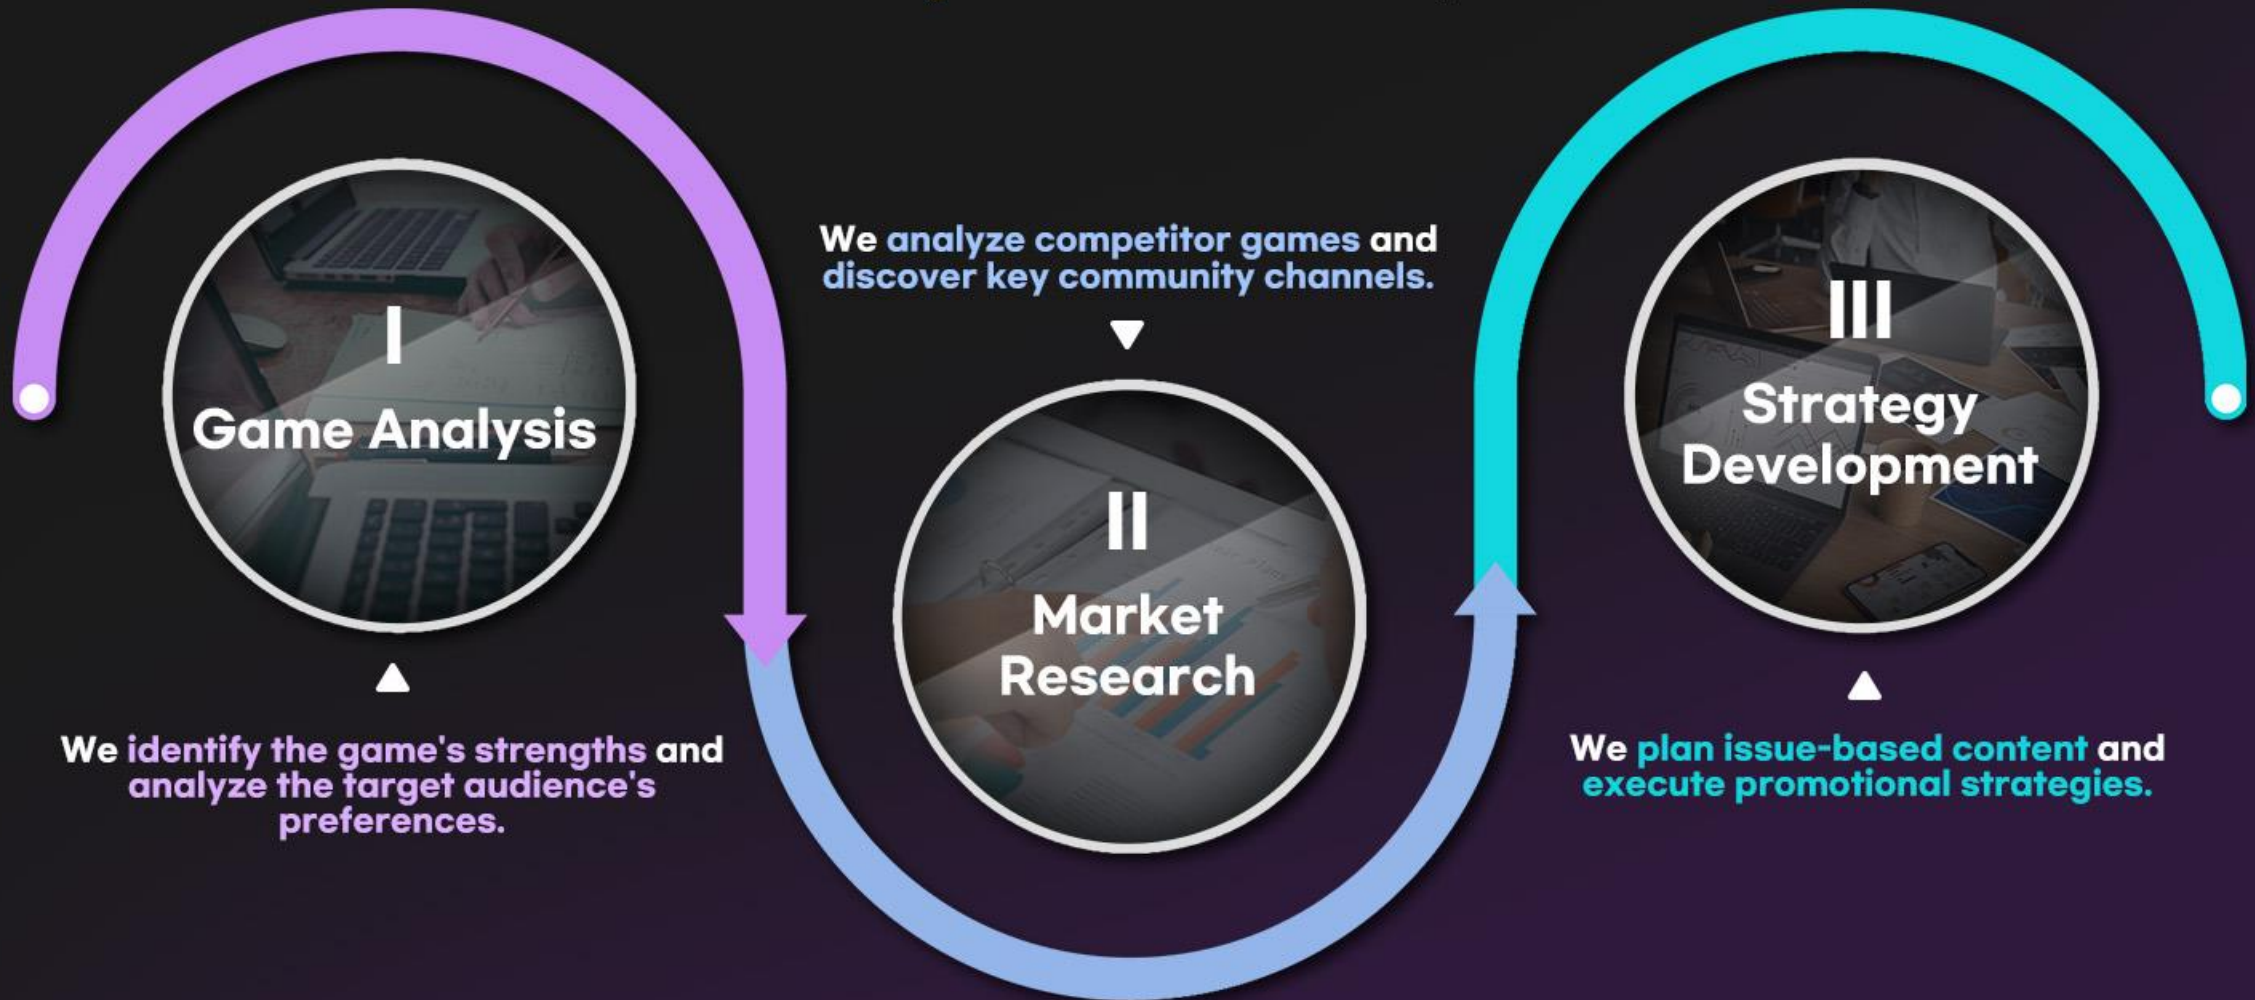 I
Game Analysis
We identify the game's strengths and
analyze the target audience's
preferences.
We analyze competitor games and
discover key community channels.
II
Market
Research
III
Strategy
Development
We plan issue-based content and
execute promotional strategies.